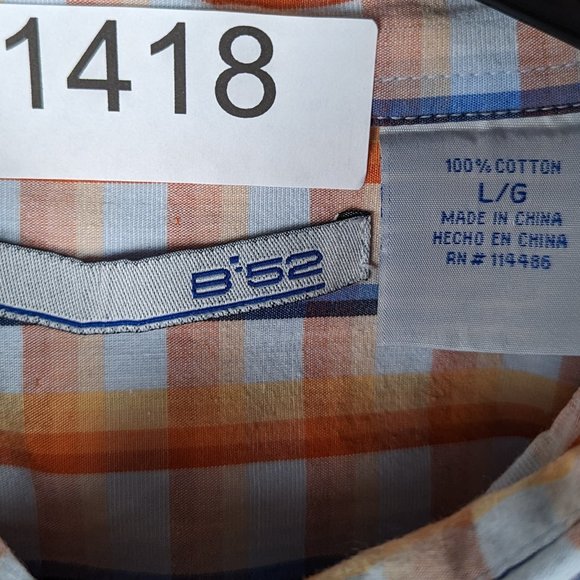 1418
B-52
100% COTTON
L/G
MADE IN CHINA
HECHO EN CHINA
RN # 114486